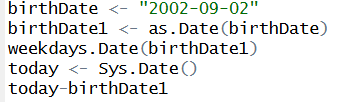 birthDate <- "2002-09-02"
birthDate1 <- as.Date(birthDate)
weekdays.Date(birthDate1)
today <- Sys.Date()
today-birthDate1